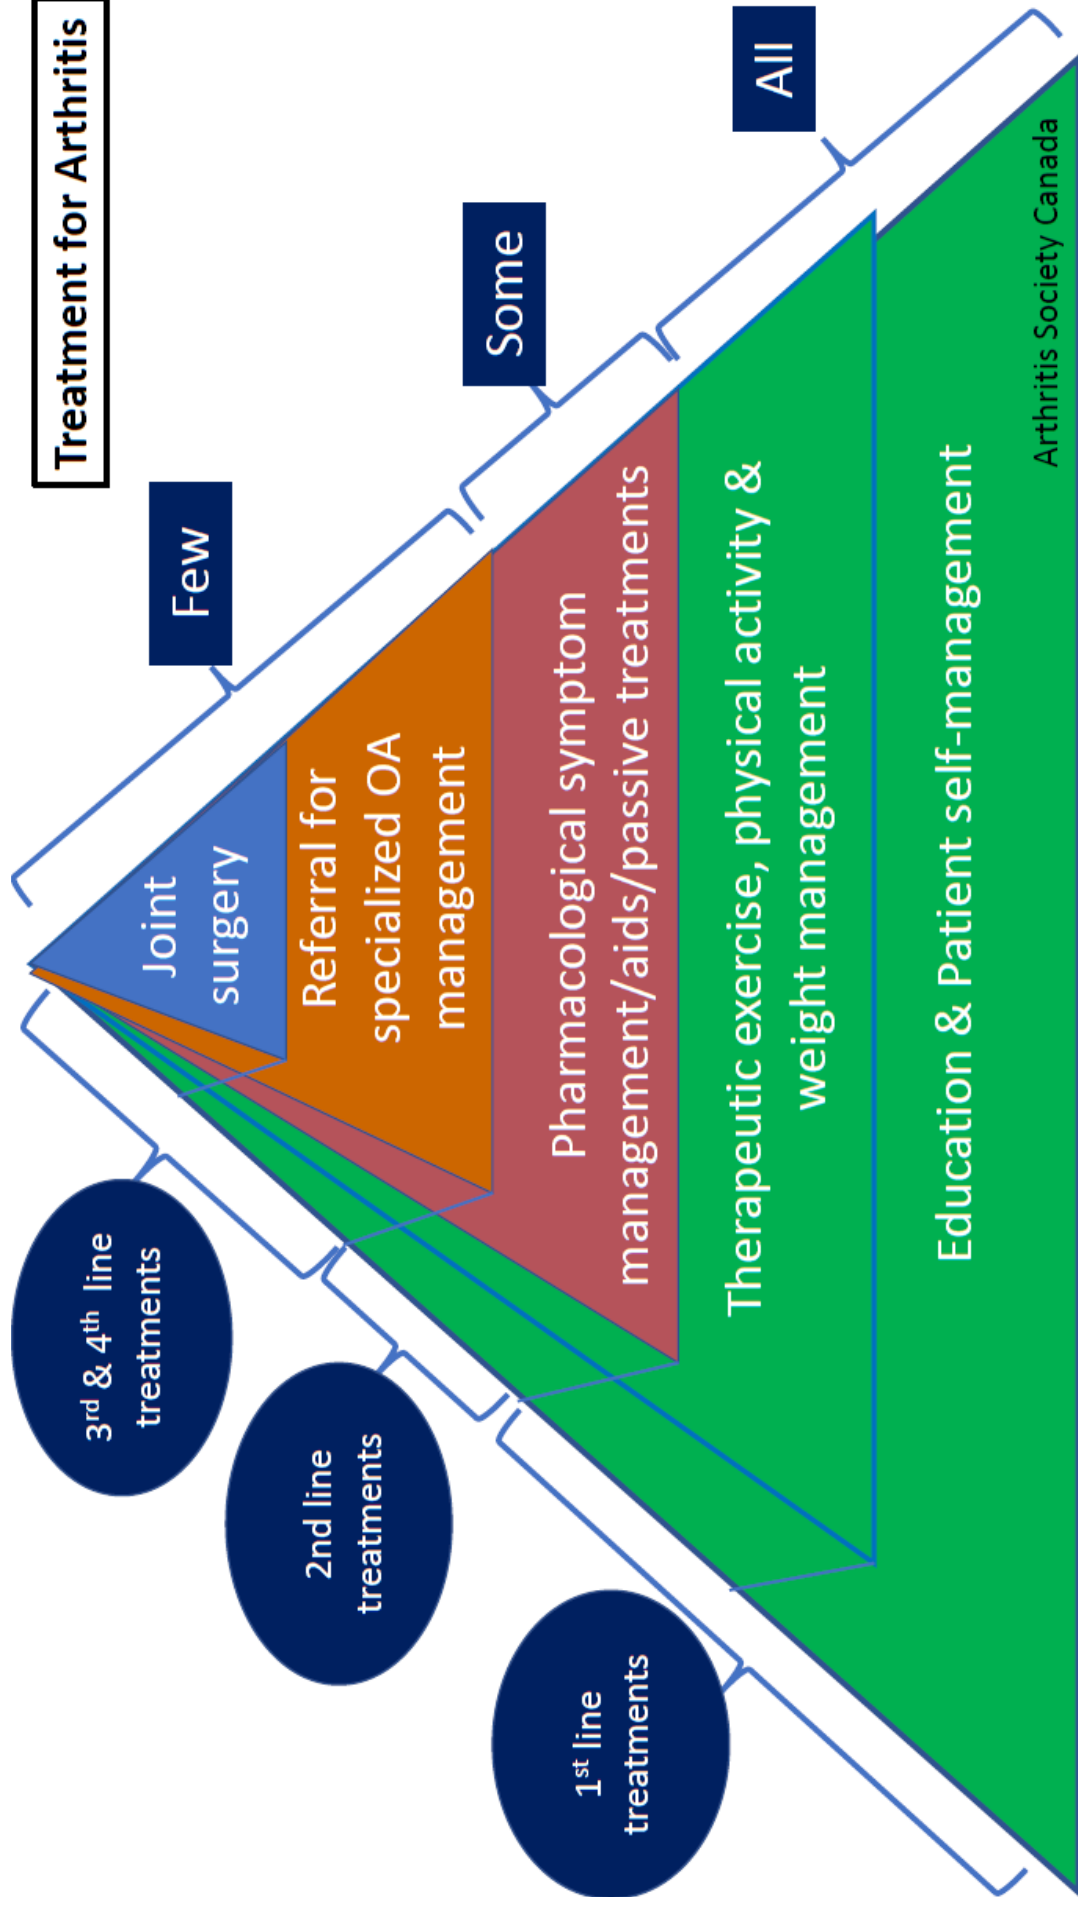 Treatment for Arthritis
3rd & 4th line
treatments
Few
Joint
surgery
Referral for
specialized OA
management
2nd line
treatments
Some
Pharmacological symptom
management/aids/passive treatments
1st line
treatments
All
Therapeutic exercise, physical activity &
weight management
Education & Patient self-management
Arthritis Society Canada